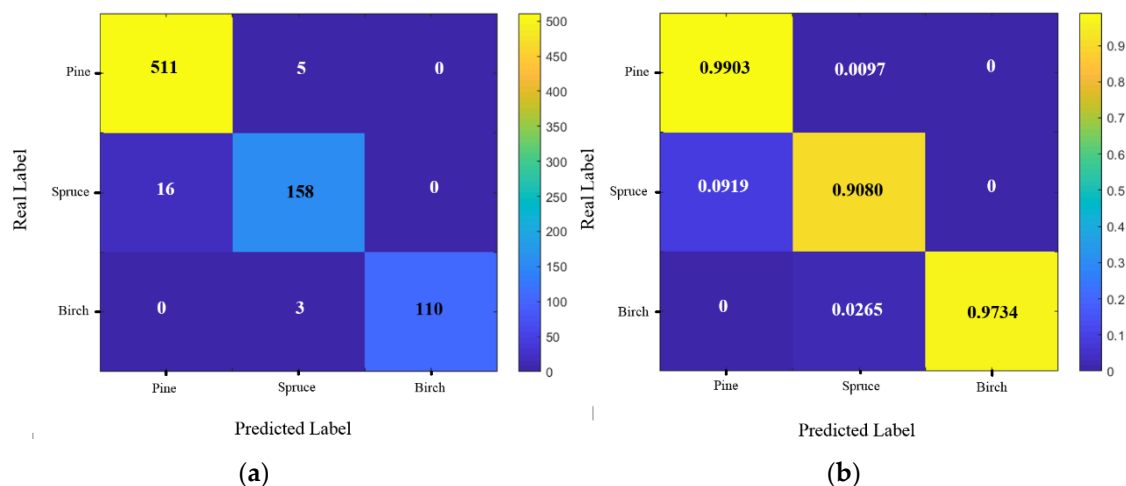 Real Label
Pine
Spruce
Birch
511 5 0
16 158 0
0 3 110
Pine Spruce Birch
Predicted Label
500
450
400
350
300
250
200
150
100
50
0
(a)
Real Label
Pine
Spruce
Birch
0.9903 0.0097 0
0.0919 0.9080 0
0 0.0265 0.9734
Pine Spruce Birch
Predicted Label
0.9
0.8
0.7
0.6
0.5
0.4
0.3
0.2
0.1
0
(b)